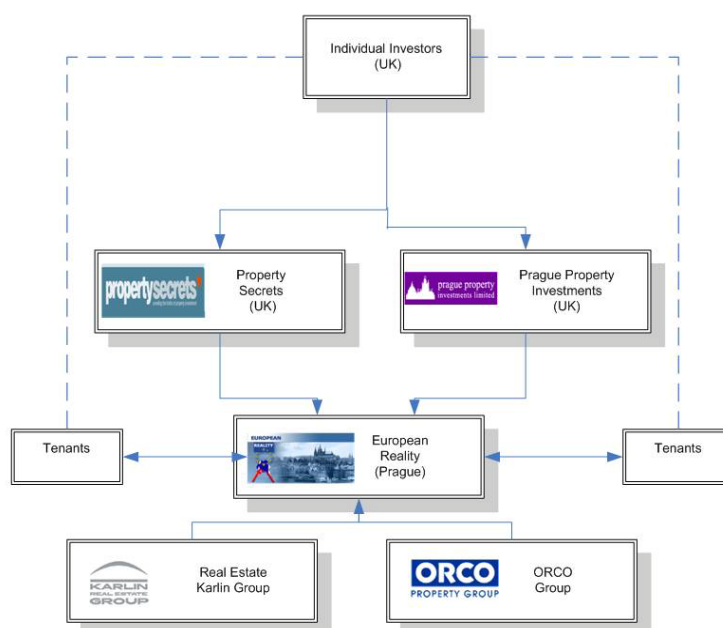 Individual Investors
(UK)
propertysecrets
Property
Secrets
(UK)
prague property
investments limited
Prague Property
Investments
(UK)
Tenants
EUROPEAN
REALITY
European
Reality
(Prague)
Tenants
KARLIN
REAL ESTATE
GROUP
Real Estate
Karlin Group
ORCO
PROPERTY GROUP
ORCO
Group